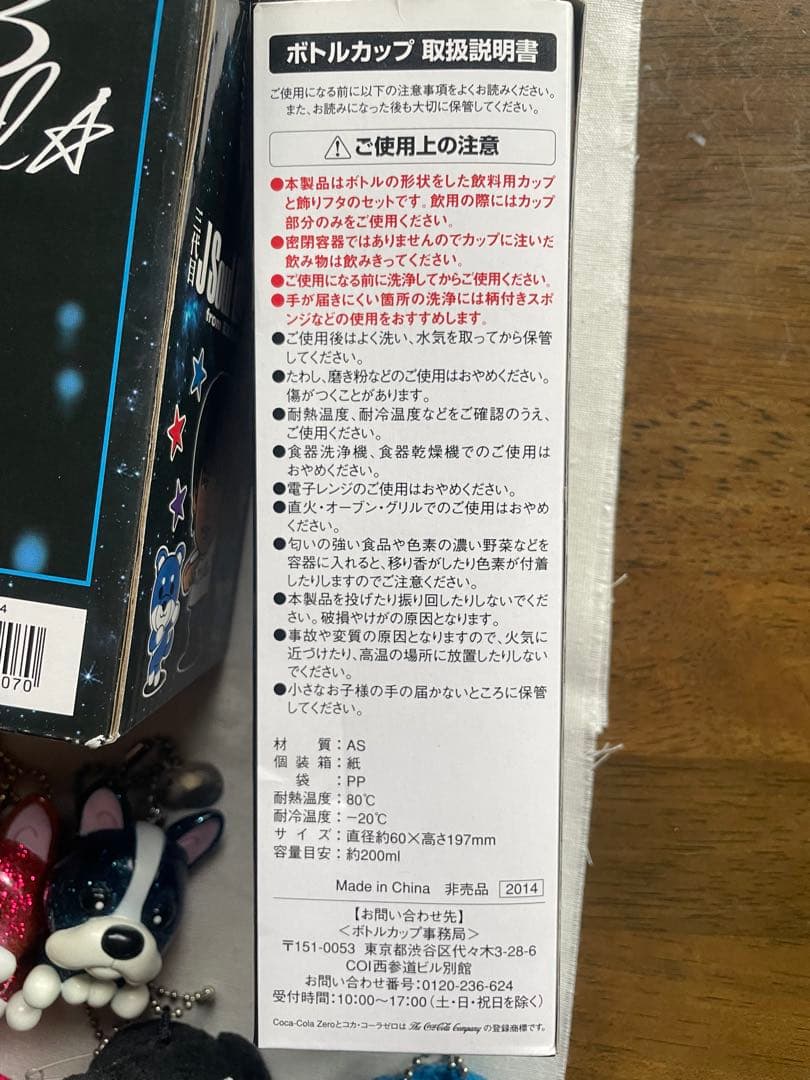 ボトルカップ 取扱説明書
ご使用になる前に以下の注意事項をよくお読みください。
また、お読みになった後も大切に保管してください。
ご使用上の注意
●本製品はボトルの形状をした飲料用カップ
と飾りフタのセットです。飲用の際にはカップ
部分のみをご使用ください。
●密閉容器ではありませんのでカップに注いだ
飲み物は飲みきってください。
●ご使用になる前に洗浄してからご使用ください。
●手が届きにくい箇所の洗浄には柄付きスポ
ンジなどの使用をおすすめします。
●ご使用後はよく洗い、水気を取ってから保管
してください。
●たわし、磨き粉などのご使用はおやめください。
傷がつくことがあります。
●耐熱温度、耐冷温度などをご確認のうえ、
ご使用ください。
●食器洗浄機、食器乾燥機でのご使用は
おやめください。
●電子レンジのご使用はおやめください。
●直火・オーブン・グリルでのご使用はおやめ
ください。
●匂いの強い食品や色素の濃い野菜などを
容器に入れると、移り香がしたり色素が付着
したりしますのでご注意ください。
●本製品を投げたり振り回したりしないでくだ
さい。破損やけがの原因となります。
●事故や変質の原因となりますので、火気に
近づけたり、高温の場所に放置したりしない
でください。
●小さなお子様の手の届かないところに保管
してください。
材質：AS
個装箱：紙
袋：PP
耐熱温度：80℃
耐冷温度：−20℃
サイズ：直径約60×高さ197mm
容量目安：約200ml
Made in China 非売品 2014
【お問い合わせ先】
＜ボトルカップ事務局＞
〒151-0053 東京都渋谷区代々木3-28-6
COI西参道ビル別館
お問い合わせ番号：0120-236-624
受付時間：10:00〜17:00（土・日・祝日を除く）
Coca-Cola Zeroとコカ・コーラゼロは The Coca-Cola Company の登録商標です。
三代目
J Soul
from
4
070